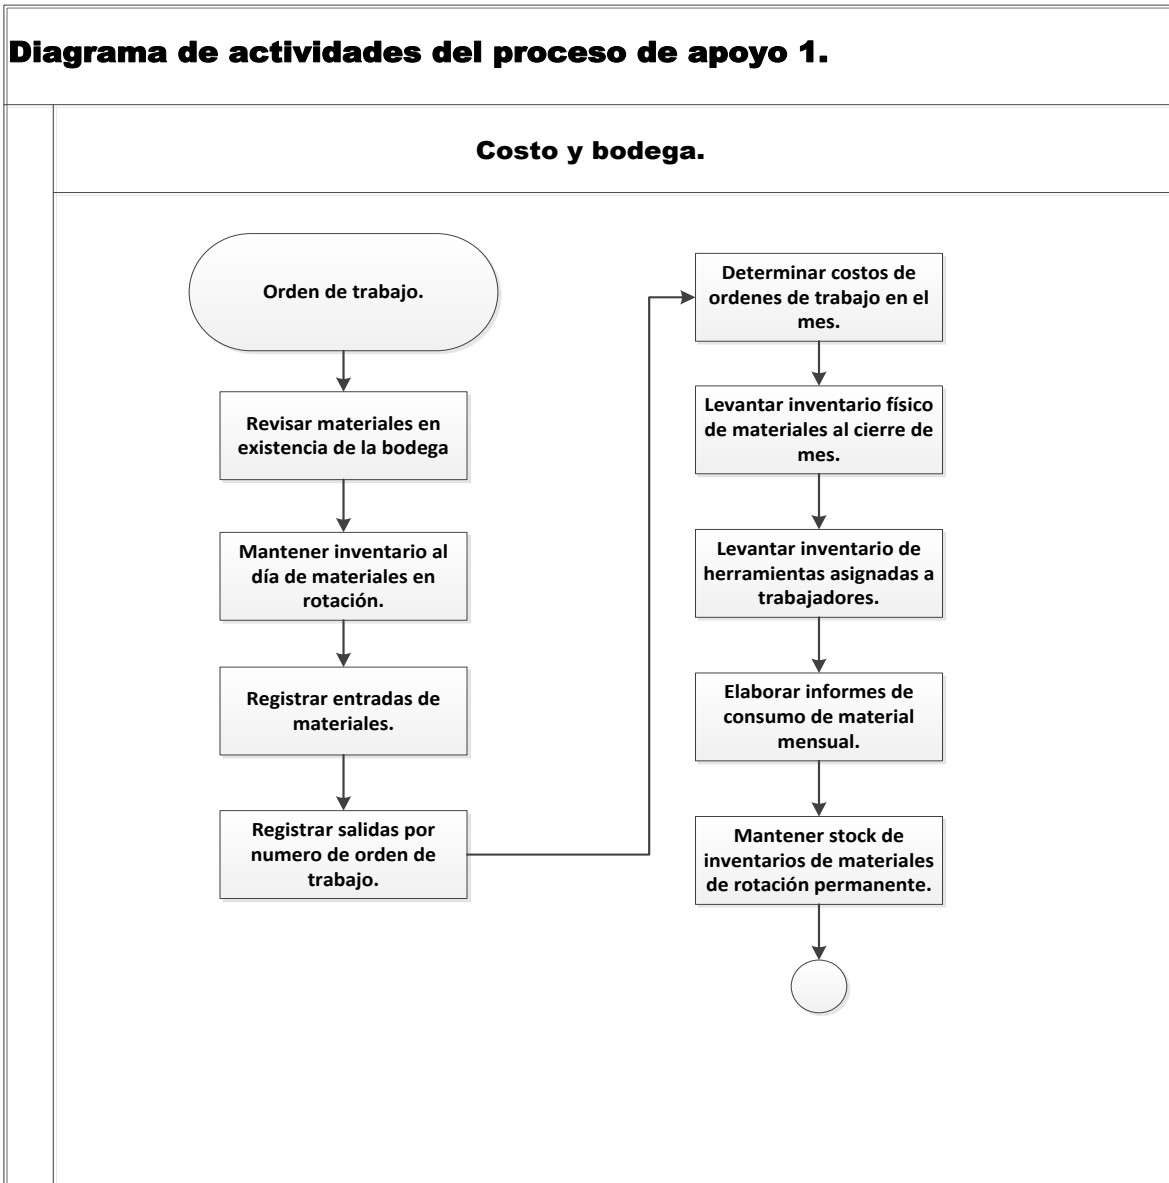 Diagrama de actividades del proceso de apoyo 1.
Costo y bodega.
Orden de trabajo.
Revisar materiales en
existencia de la bodega
Mantener inventario al
día de materiales en
rotación.
Registrar entradas de
materiales.
Registrar salidas por
numero de orden de
trabajo.
Determinar costos de
ordenes de trabajo en el
mes.
Levantar inventario físico
de materiales al cierre de
mes.
Levantar inventario de
herramientas asignadas a
trabajadores.
Elaborar informes de
consumo de material
mensual.
Mantener stock de
inventarios de materiales
de rotación permanente.